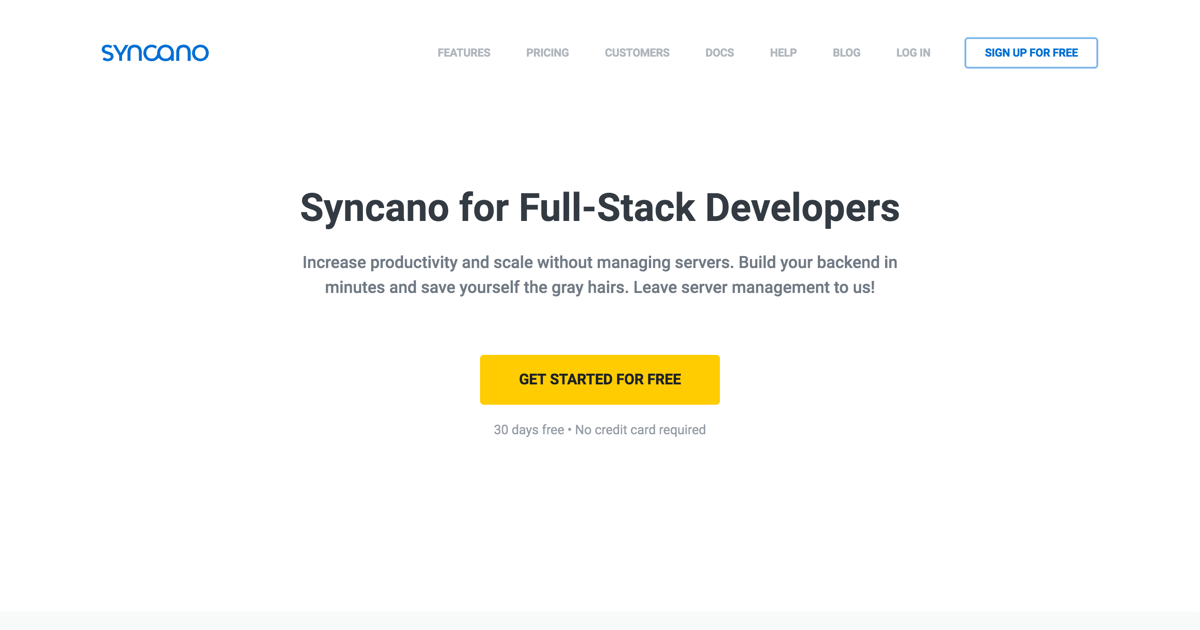 SYNCANO
FEATURES PRICING CUSTOMERS DOCS HELP BLOG LOG IN SIGN UP FOR FREE
Syncano for Full-Stack Developers
Increase productivity and scale without managing servers. Build your backend in
minutes and save yourself the gray hairs. Leave server management to us!
GET STARTED FOR FREE
30 days free • No credit card required